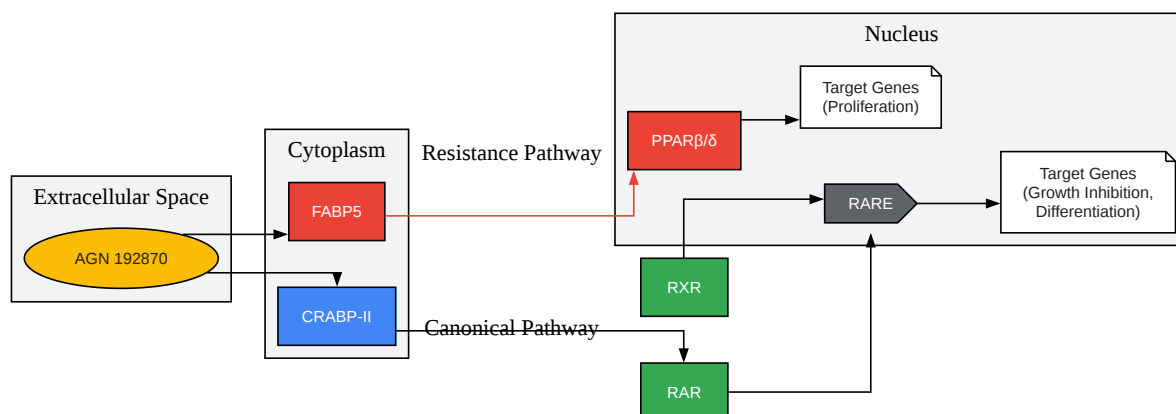 Nucleus
Target Genes
(Proliferation)
PPARβ/δ
Cytoplasm
Resistance Pathway
Target Genes
(Growth Inhibition,
Differentiation)
Extracellular Space
FABP5
RARE
AGN 192870
RXR
CRABP-II
Canonical Pathway
RAR